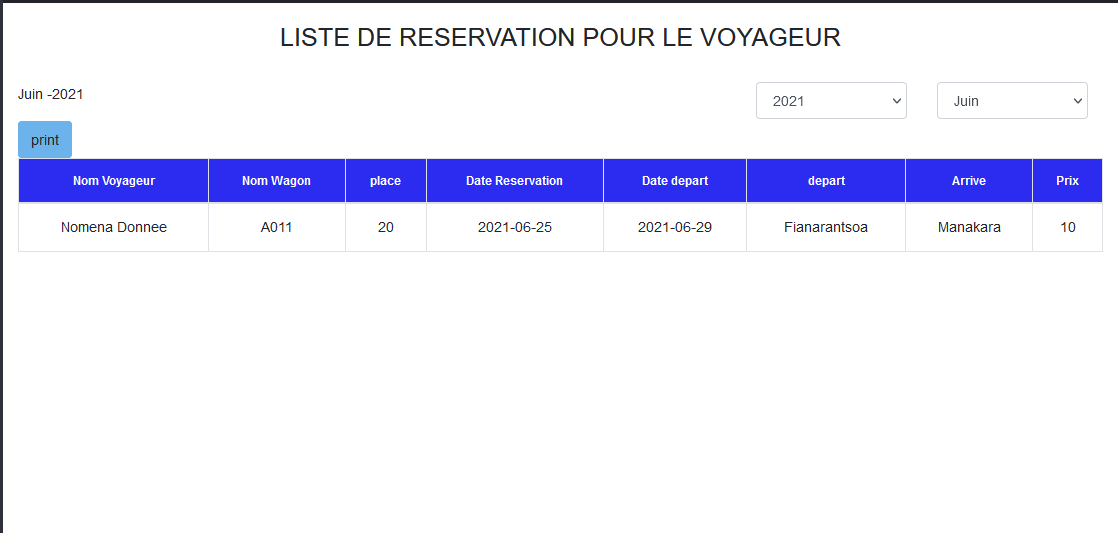 LISTE DE RESERVATION POUR LE VOYAGEUR
Juin -2021
2021 Juin
print
Nom Voyageur Nom Wagon place Date Reservation Date depart depart Arrive Prix
Nomena Donnee A011 20 2021-06-25 2021-06-29 Fianarantsoa Manakara 10